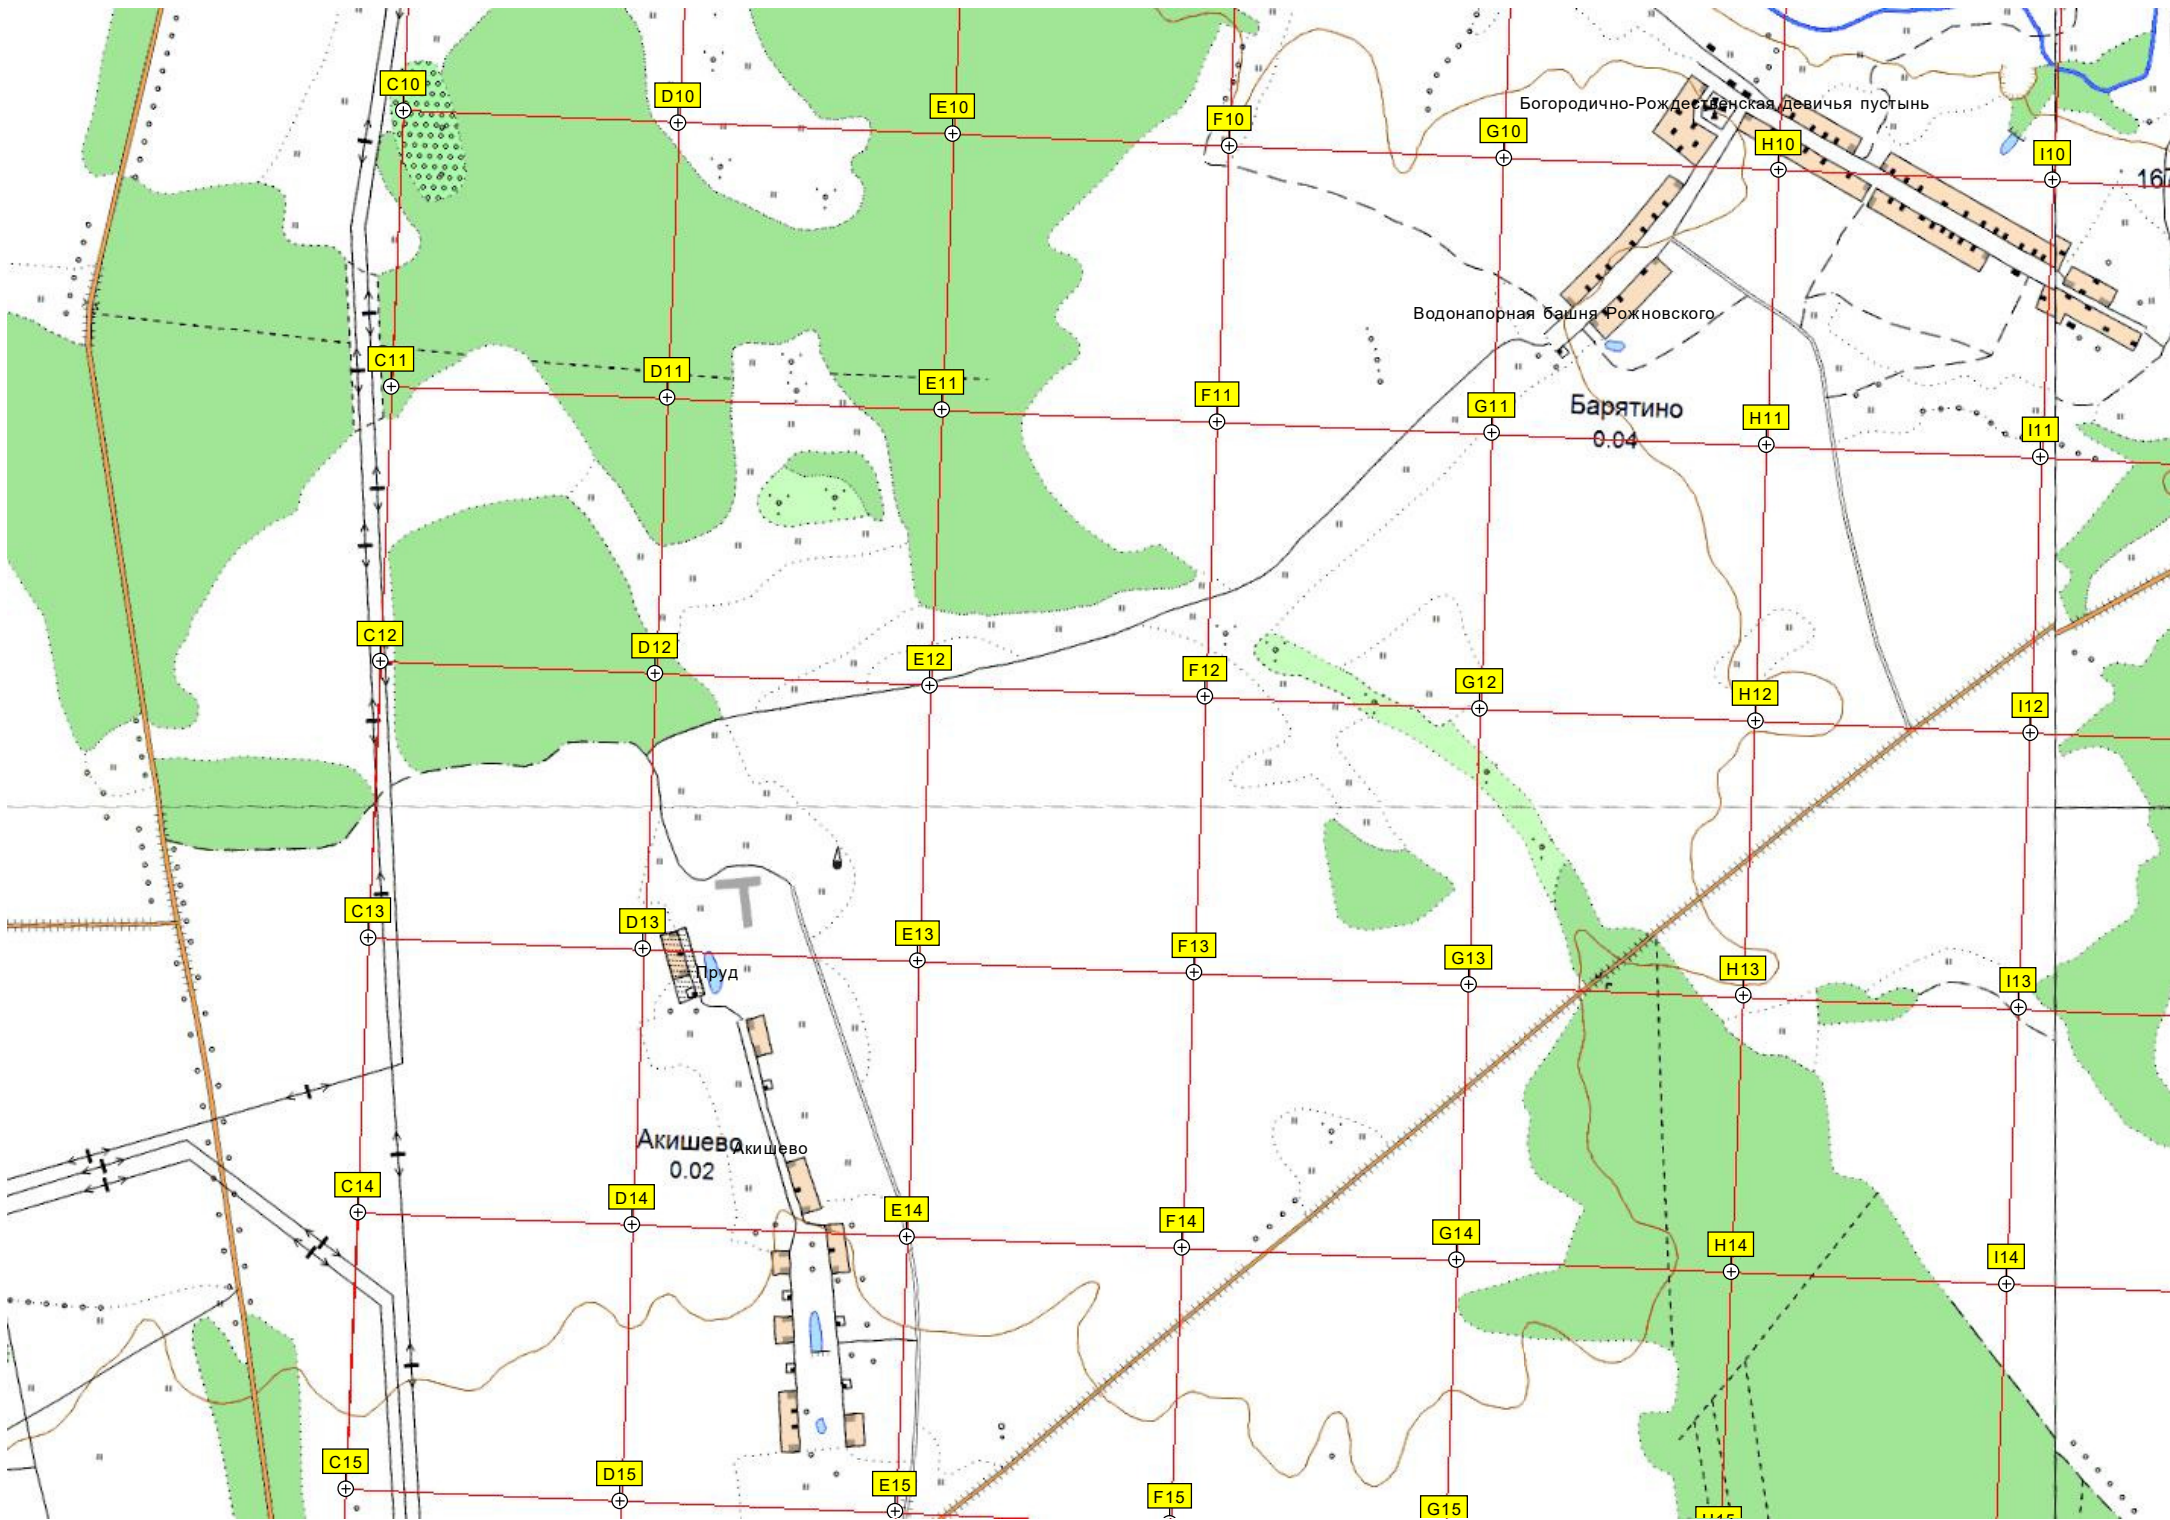 C10
D10
E10
F10
G10
Богородично-Рождественская девичья пустынь
H10
I10
167
Водонапорная башня Рожновского
C11
D11
E11
F11
G11
Барятино
0.04
H11
I11
C12
D12
E12
F12
G12
H12
I12
C13
D13
E13
F13
G13
H13
I13
Т
Пруд
Акишево
0.02
Акишево
C14
D14
E14
F14
G14
H14
I14
C15
D15
E15
F15
G15
H15